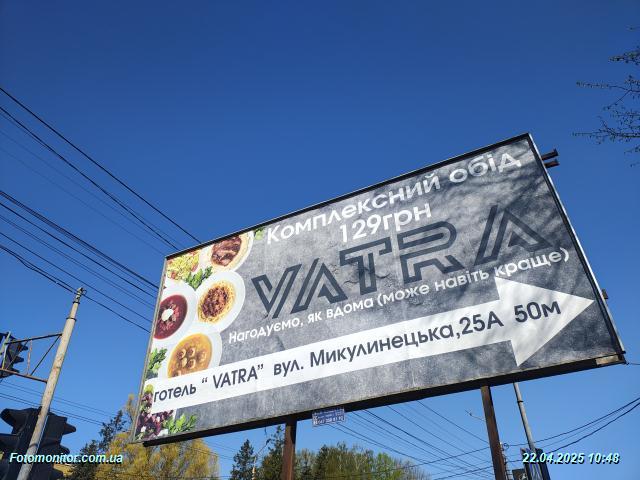 Комплексний обід
129грн
VATRA
Нагодуємо, як вдома (може навіть краще)
готель " VATRA" вул. Микулинецька,25А 50м
Fotomonitor.com.ua
22.04.2025 10:48